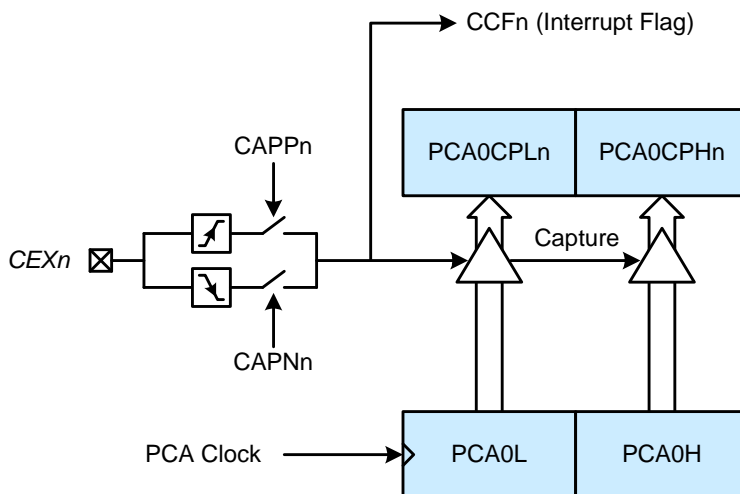 CCFn (Interrupt Flag)
PCA0CPLn
PCA0CPHn
CAPPn
Capture
CEXn
CAPNn
PCA Clock
PCA0L
PCA0H